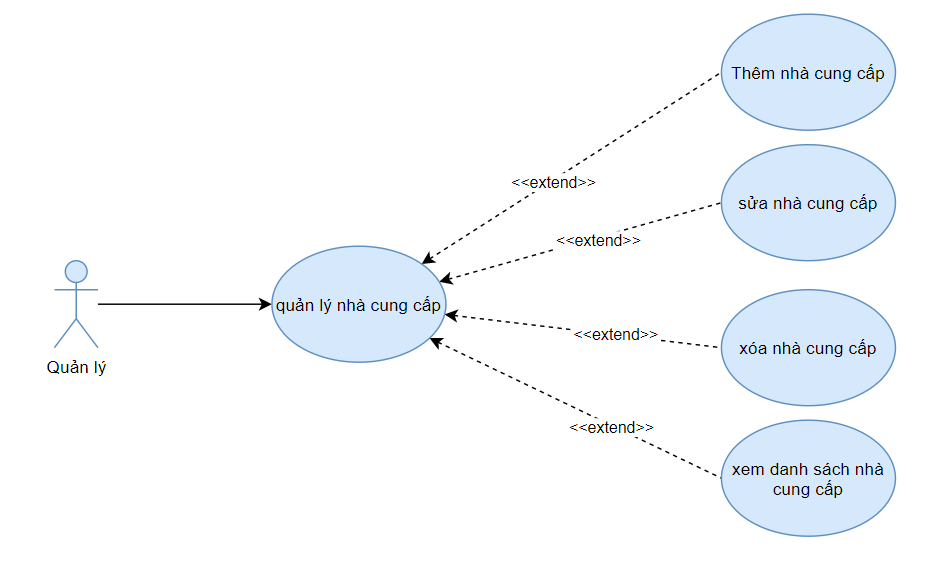 Thêm nhà cung cấp
<<extend>>
sửa nhà cung cấp
<<extend>>
quản lý nhà cung cấp
Quản lý
<<extend>>
xóa nhà cung cấp
<<extend>>
xem danh sách nhà
cung cấp